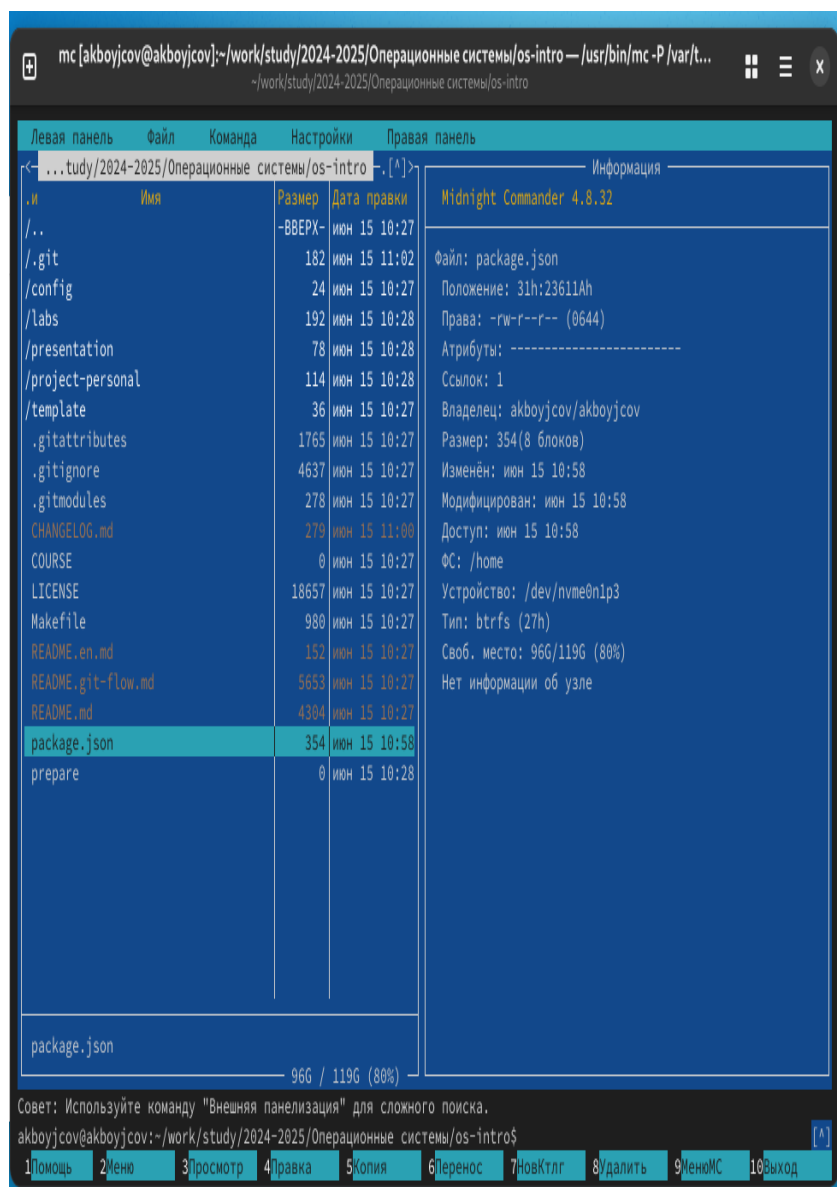 mc [akboyjcov@akboyjcov]:~/work/study/2024-2025/Операционные системы/os-intro — /usr/bin/mc -P /var/t...
~/work/study/2024-2025/Операционные системы/os-intro
Левая панель Файл Команда Настройки Правая панель
<- ...tudy/2024-2025/Операционные системы/os-intro -.[^]>
.и Имя Размер Дата правки
/.. -ВВЕРХ- июн 15 10:27
/.git 182 июн 15 11:02
/config 24 июн 15 10:27
/labs 192 июн 15 10:28
/presentation 78 июн 15 10:28
/project-personal 114 июн 15 10:28
/template 36 июн 15 10:27
.gitattributes 1765 июн 15 10:27
.gitignore 4637 июн 15 10:27
.gitmodules 278 июн 15 10:27
CHANGELOG.md 279 июн 15 11:00
COURSE 0 июн 15 10:27
LICENSE 18657 июн 15 10:27
Makefile 980 июн 15 10:27
README.en.md 152 июн 15 10:27
README.git-flow.md 5653 июн 15 10:27
README.md 4304 июн 15 10:27
package.json 354 июн 15 10:58
prepare 0 июн 15 10:28
package.json
96G / 119G (80%)
Информация
Midnight Commander 4.8.32
Файл: package.json
Положение: 31h:23611Ah
Права: -rw-r--r-- (0644)
Атрибуты: -------------------------
Ссылок: 1
Владелец: akboyjcov/akboyjcov
Размер: 354(8 блоков)
Изменён: июн 15 10:58
Модифицирован: июн 15 10:58
Доступ: июн 15 10:58
ФС: /home
Устройство: /dev/nvme0n1p3
Тип: btrfs (27h)
Своб. место: 96G/119G (80%)
Нет информации об узле
Совет: Используйте команду "Внешняя панелизация" для сложного поиска.
akboyjcov@akboyjcov:~/work/study/2024-2025/Операционные системы/os-intro$ [^]
1Помощь 2Меню 3Просмотр 4Правка 5Копия 6Перенос 7НовКтлг 8Удалить 9МенюМС 10Выход